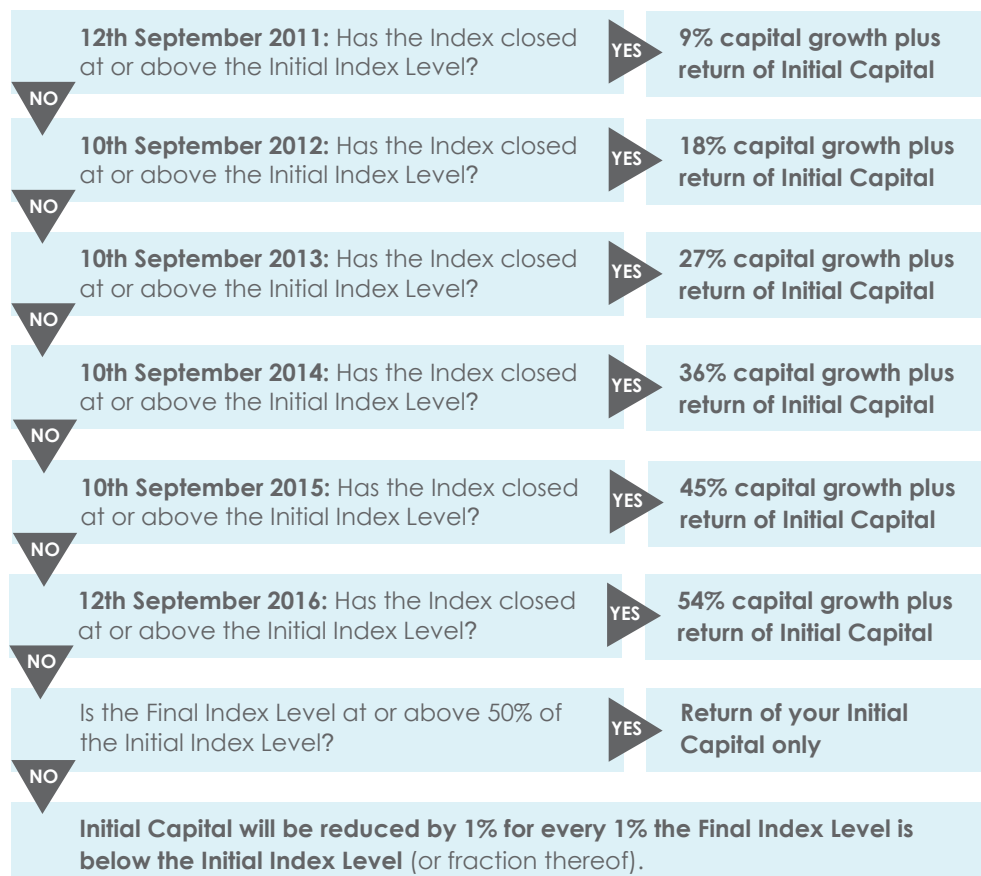 12th September 2011: Has the Index closed
at or above the Initial Index Level?
YES
9% capital growth plus
return of Initial Capital
NO
10th September 2012: Has the Index closed
at or above the Initial Index Level?
YES
18% capital growth plus
return of Initial Capital
NO
10th September 2013: Has the Index closed
at or above the Initial Index Level?
YES
27% capital growth plus
return of Initial Capital
NO
10th September 2014: Has the Index closed
at or above the Initial Index Level?
YES
36% capital growth plus
return of Initial Capital
NO
10th September 2015: Has the Index closed
at or above the Initial Index Level?
YES
45% capital growth plus
return of Initial Capital
NO
12th September 2016: Has the Index closed
at or above the Initial Index Level?
YES
54% capital growth plus
return of Initial Capital
NO
Is the Final Index Level at or above 50% of
the Initial Index Level?
YES
Return of your Initial
Capital only
NO
Initial Capital will be reduced by 1% for every 1% the Final Index Level is
below the Initial Index Level (or fraction thereof).